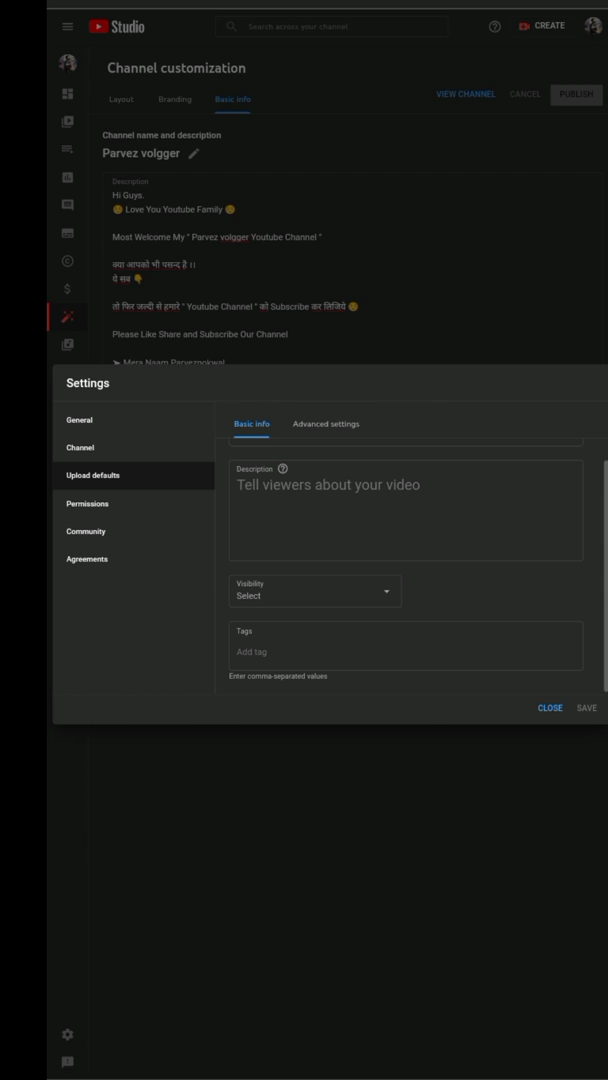 Studio
Search across your channel
CREATE
Channel customization
Layout
Branding
Basic info
VIEW CHANNEL
CANCEL
PUBLISH
Channel name and description
Parvez volgger
Description
Hi Guys.
😍 Love You Youtube Family 😍
Most Welcome My " Parvez volgger Youtube Channel "
क्या आपको भी पसन्द है ।।
ये सब 👇
तो फिर जल्दी से हमारे " Youtube Channel " को Subscribe कर लिजिये 😍
Please Like Share and Subscribe Our Channel
➤ Mera Naam Parveznokwal
Settings
General
Channel
Upload defaults
Permissions
Community
Agreements
Basic info
Advanced settings
Description
Tell viewers about your video
Visibility
Select
Tags
Add tag
Enter comma-separated values
CLOSE
SAVE